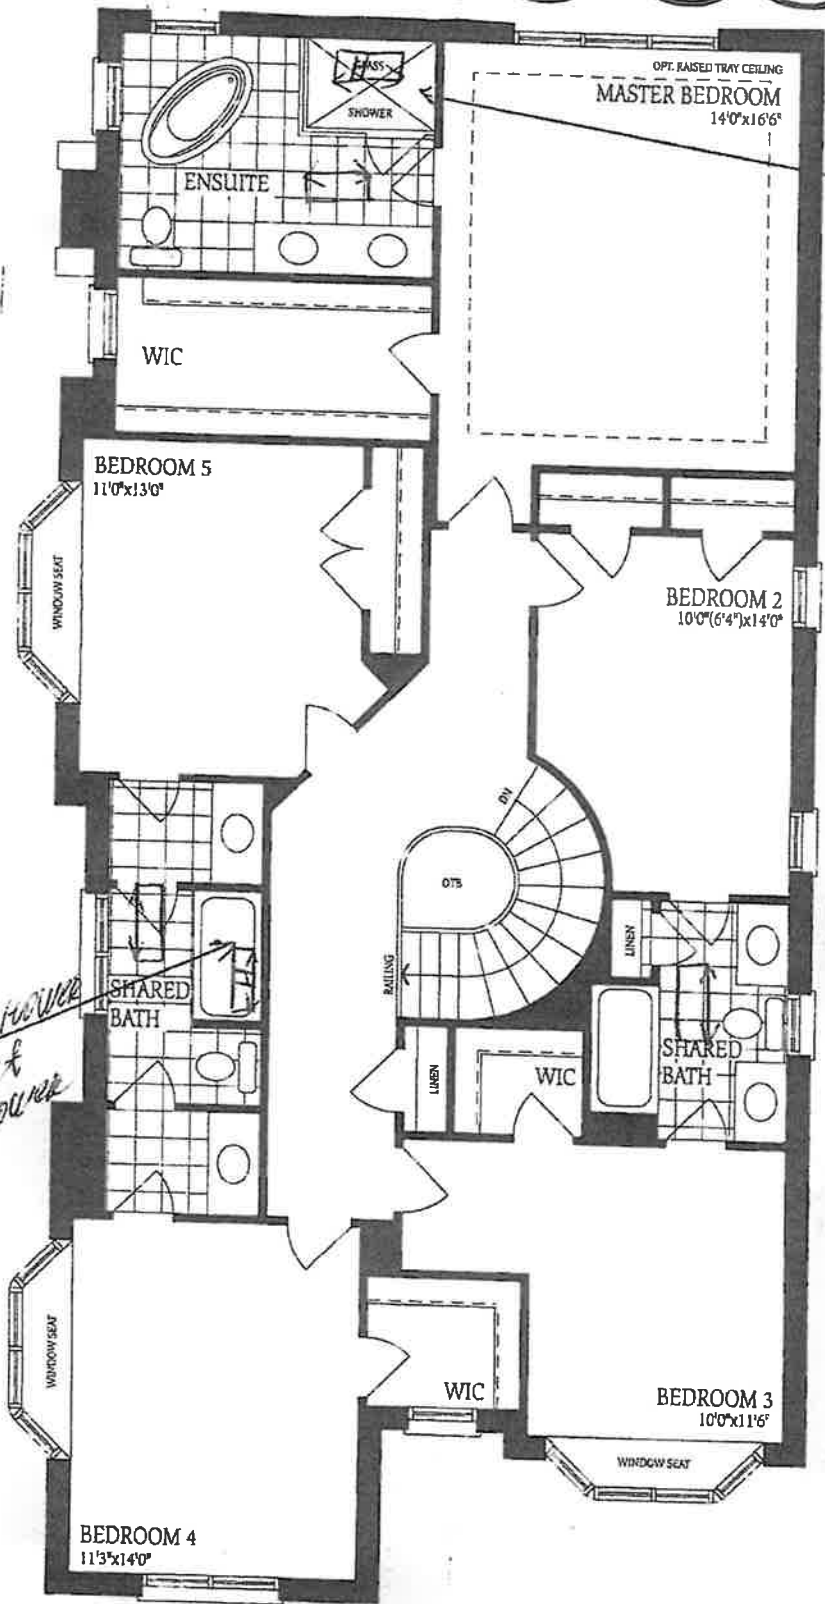 OPT. RAISED TRAY CEILING
MASTER BEDROOM
14'0"x16'6"
GLASS
SHOWER
ENSUITE
WIC
BEDROOM 5
11'0"x13'0"
WINDOW SEAT
BEDROOM 2
10'0"(6'4")x14'0"
DN
OTB
RAILING
LINEN
SHARED
BATH
SHARED
BATH
LINEN
WIC
WINDOW SEAT
WIC
BEDROOM 3
10'0"x11'6"
WINDOW SEAT
BEDROOM 4
11'3"x14'0"